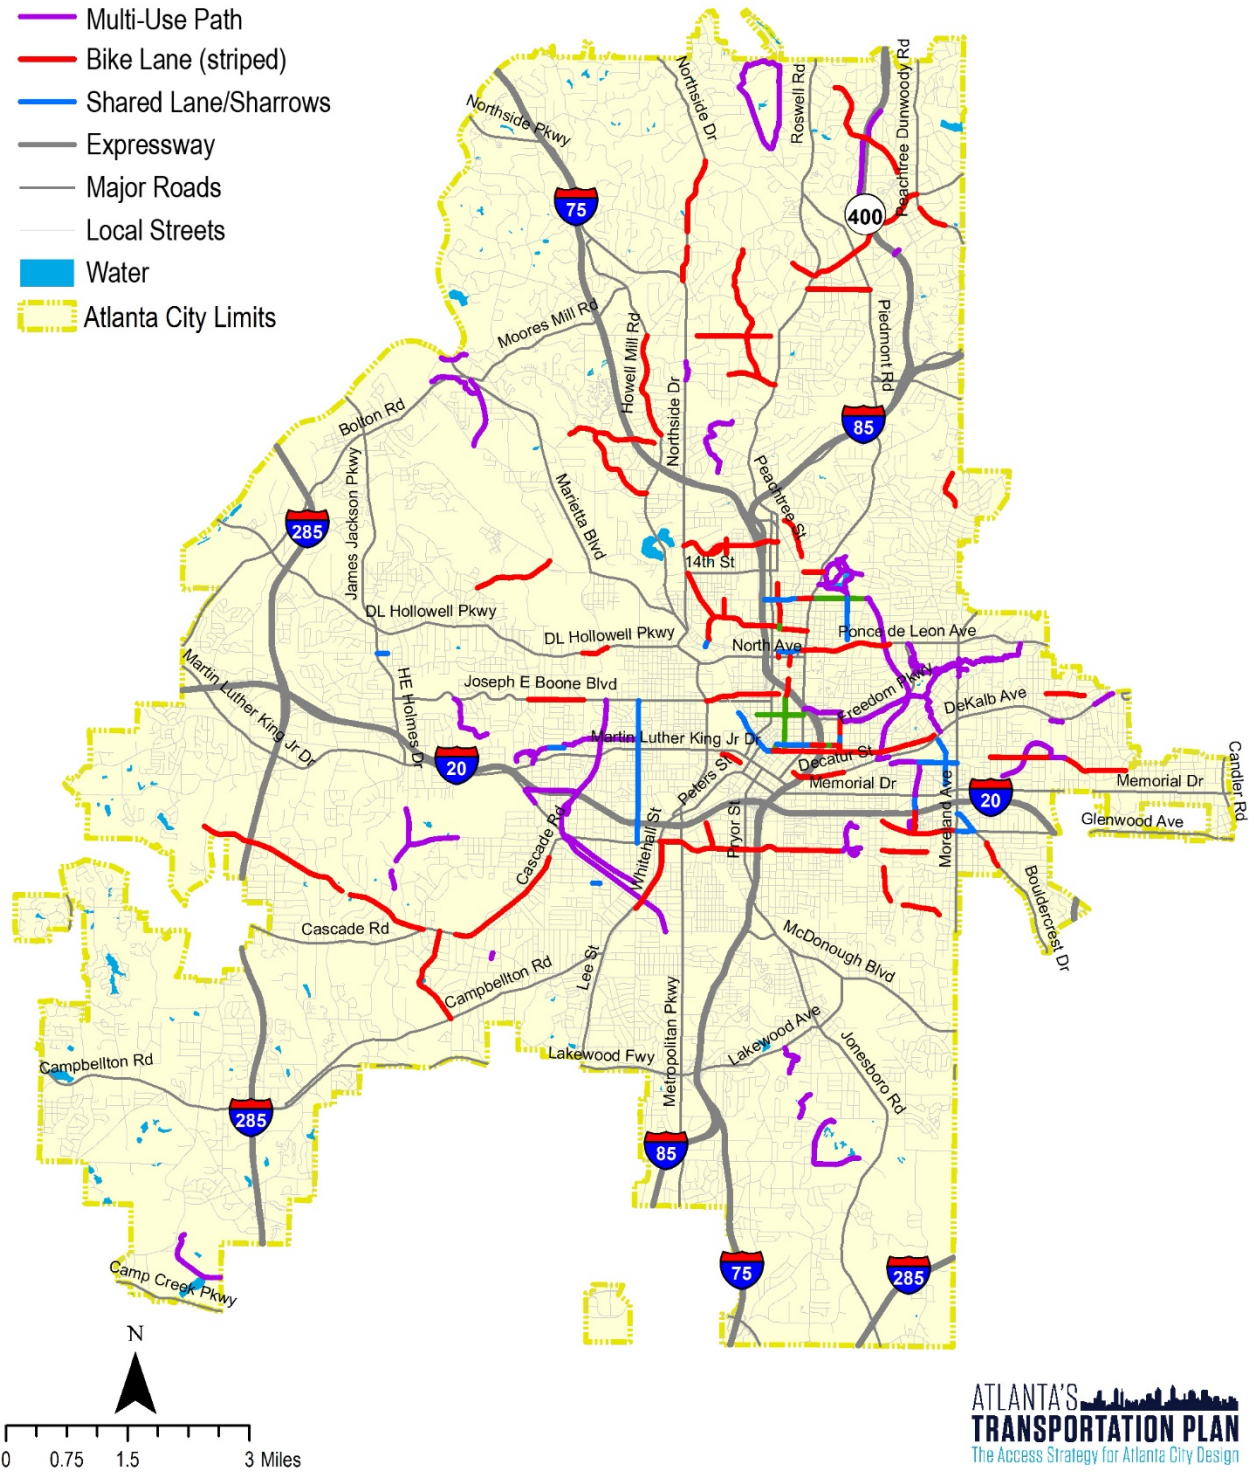 Multi-Use Path
Bike Lane (striped)
Shared Lane/Sharrows
Expressway
Major Roads
Local Streets
Water
Atlanta City Limits
Northside Pkwy
Northside Dr
Roswell Rd
Peachtree Dunwoody Rd
75
400
Moores Mill Rd
Howell Mill Rd
Piedmont Rd
Northside Dr
85
Bolton Rd
James Jackson Pkwy
Marietta Blvd
Peachtree St
285
14th St
DL Hollowell Pkwy
DL Hollowell Pkwy
North Ave
Ponce de Leon Ave
Martin Luther King Jr Dr
HE Holmes Dr
Joseph E Boone Blvd
Freedom Pkwy
DeKalb Ave
Martin Luther King Jr Dr
Decatur St
20
Peters St
Memorial Dr
Memorial Dr
Candler Rd
20
Glenwood Ave
Moreland Ave
Pryor St
Whitehall St
Cascade Rd
Bouldercrest Dr
Cascade Rd
Campbellton Rd
Lee St
McDonough Blvd
Metropolitan Pkwy
Lakewood Ave
Lakewood Fwy
Jonesboro Rd
Campbellton Rd
285
85
75
285
Camp Creek Pkwy
N
0 0.75 1.5 3 Miles
ATLANTA'S
TRANSPORTATION PLAN
The Access Strategy for Atlanta City Design